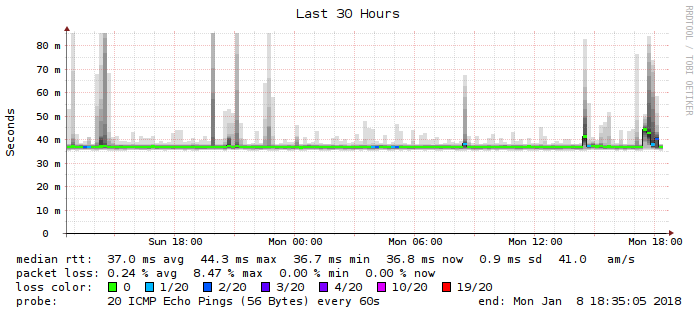 Last 30 Hours
RRDTOOL / TOBI OETIKER
Seconds
80 m
70 m
60 m
50 m
40 m
30 m
20 m
10 m
0
Sun 18:00 Mon 00:00 Mon 06:00 Mon 12:00 Mon 18:00
median rtt: 37.0 ms avg 44.3 ms max 36.7 ms min 36.8 ms now 0.9 ms sd 41.0 am/s
packet loss: 0.24 % avg 8.47 % max 0.00 % min 0.00 % now
loss color: 0 1/20 2/20 3/20 4/20 10/20 19/20
probe: 20 ICMP Echo Pings (56 Bytes) every 60s end: Mon Jan 8 18:35:05 2018